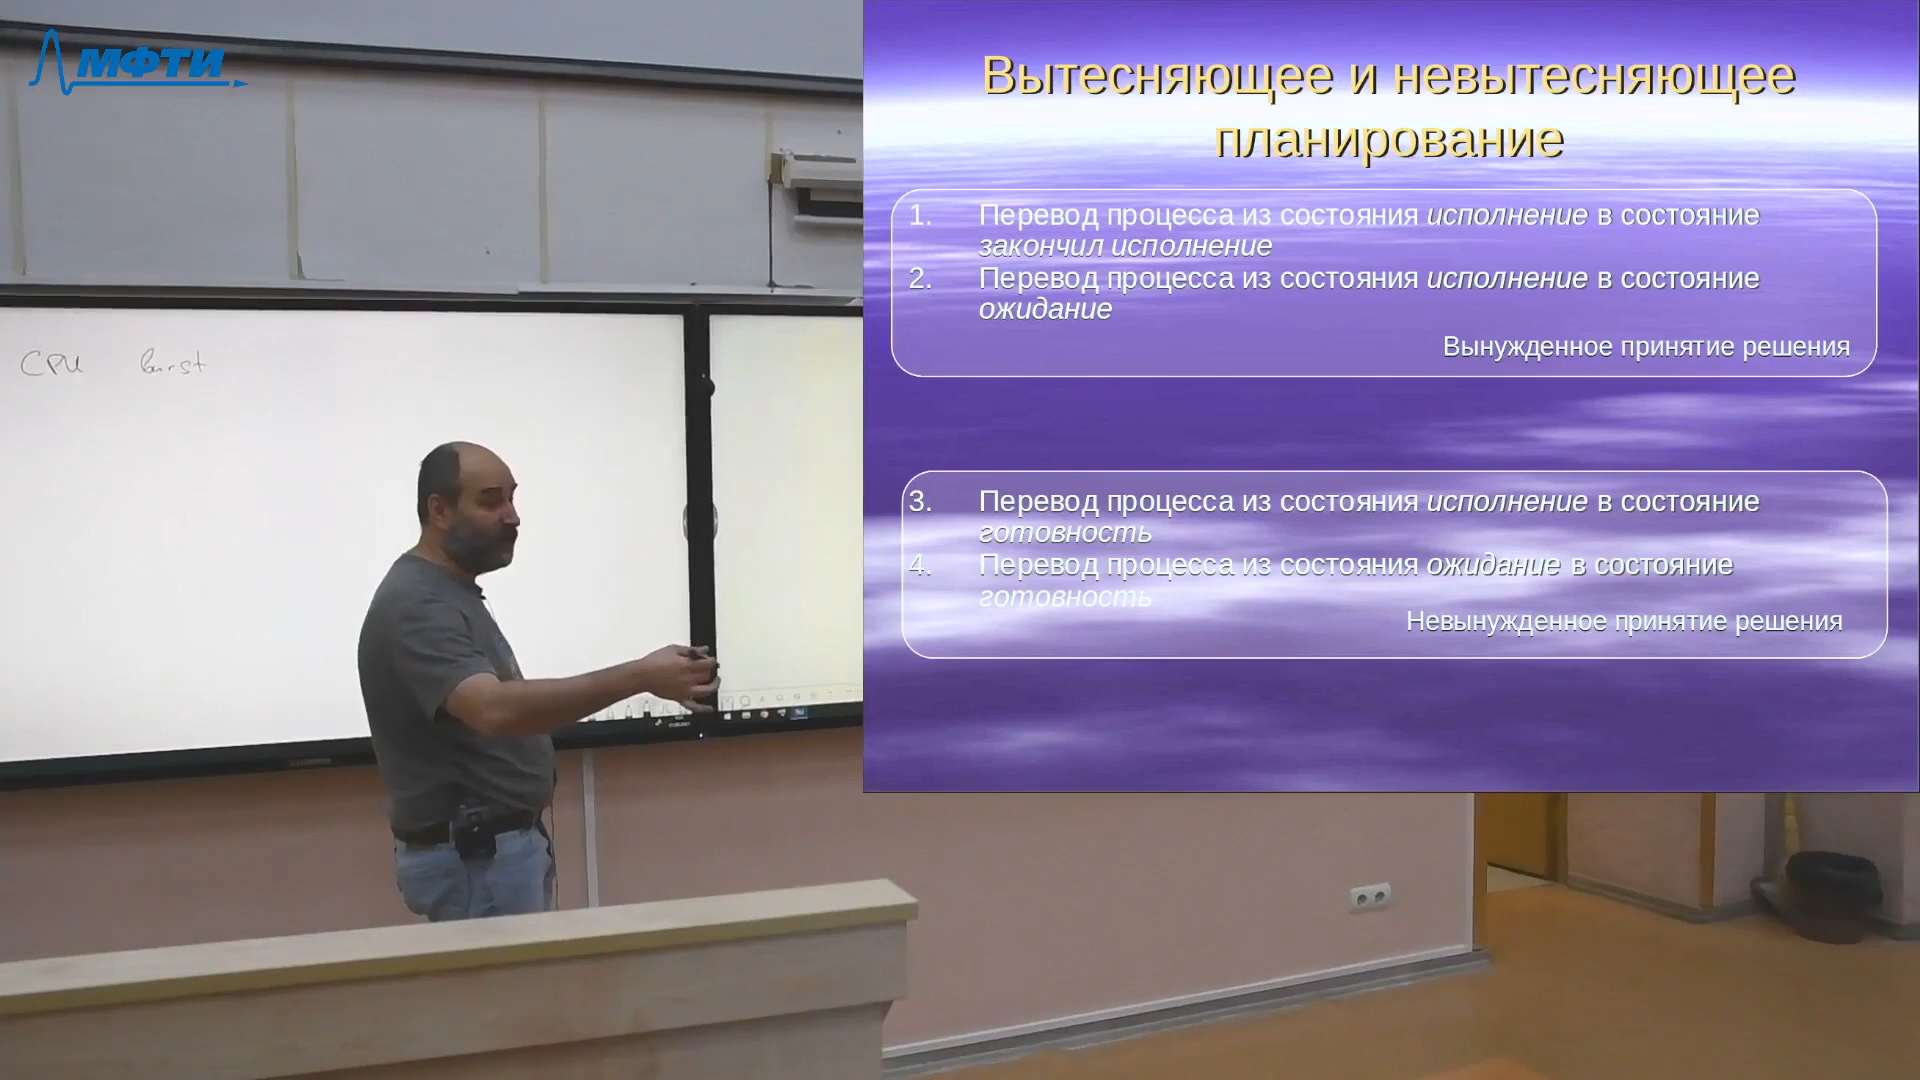 МФТИ
CPU burst
Вытесняющее и невытесняющее
планирование
1. Перевод процесса из состояния исполнение в состояние
закончил исполнение
2. Перевод процесса из состояния исполнение в состояние
ожидание
Вынужденное принятие решения
3. Перевод процесса из состояния исполнение в состояние
готовность
4. Перевод процесса из состояния ожидание в состояние
готовность
Невынужденное принятие решения